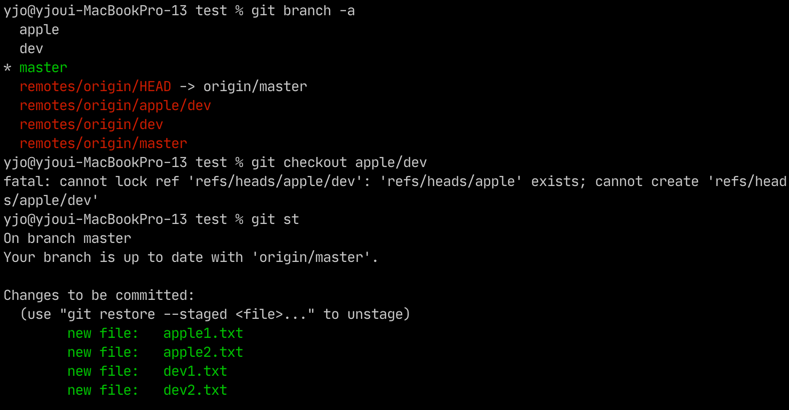 yjo@yjoui-MacBookPro-13 test % git branch -a
  apple
  dev
* master
  remotes/origin/HEAD -> origin/master
  remotes/origin/apple/dev
  remotes/origin/dev
  remotes/origin/master
yjo@yjoui-MacBookPro-13 test % git checkout apple/dev
fatal: cannot lock ref 'refs/heads/apple/dev': 'refs/heads/apple' exists; cannot create 'refs/head
s/apple/dev'
yjo@yjoui-MacBookPro-13 test % git st
On branch master
Your branch is up to date with 'origin/master'.

Changes to be committed:
  (use "git restore --staged <file>..." to unstage)
        new file:   apple1.txt
        new file:   apple2.txt
        new file:   dev1.txt
        new file:   dev2.txt